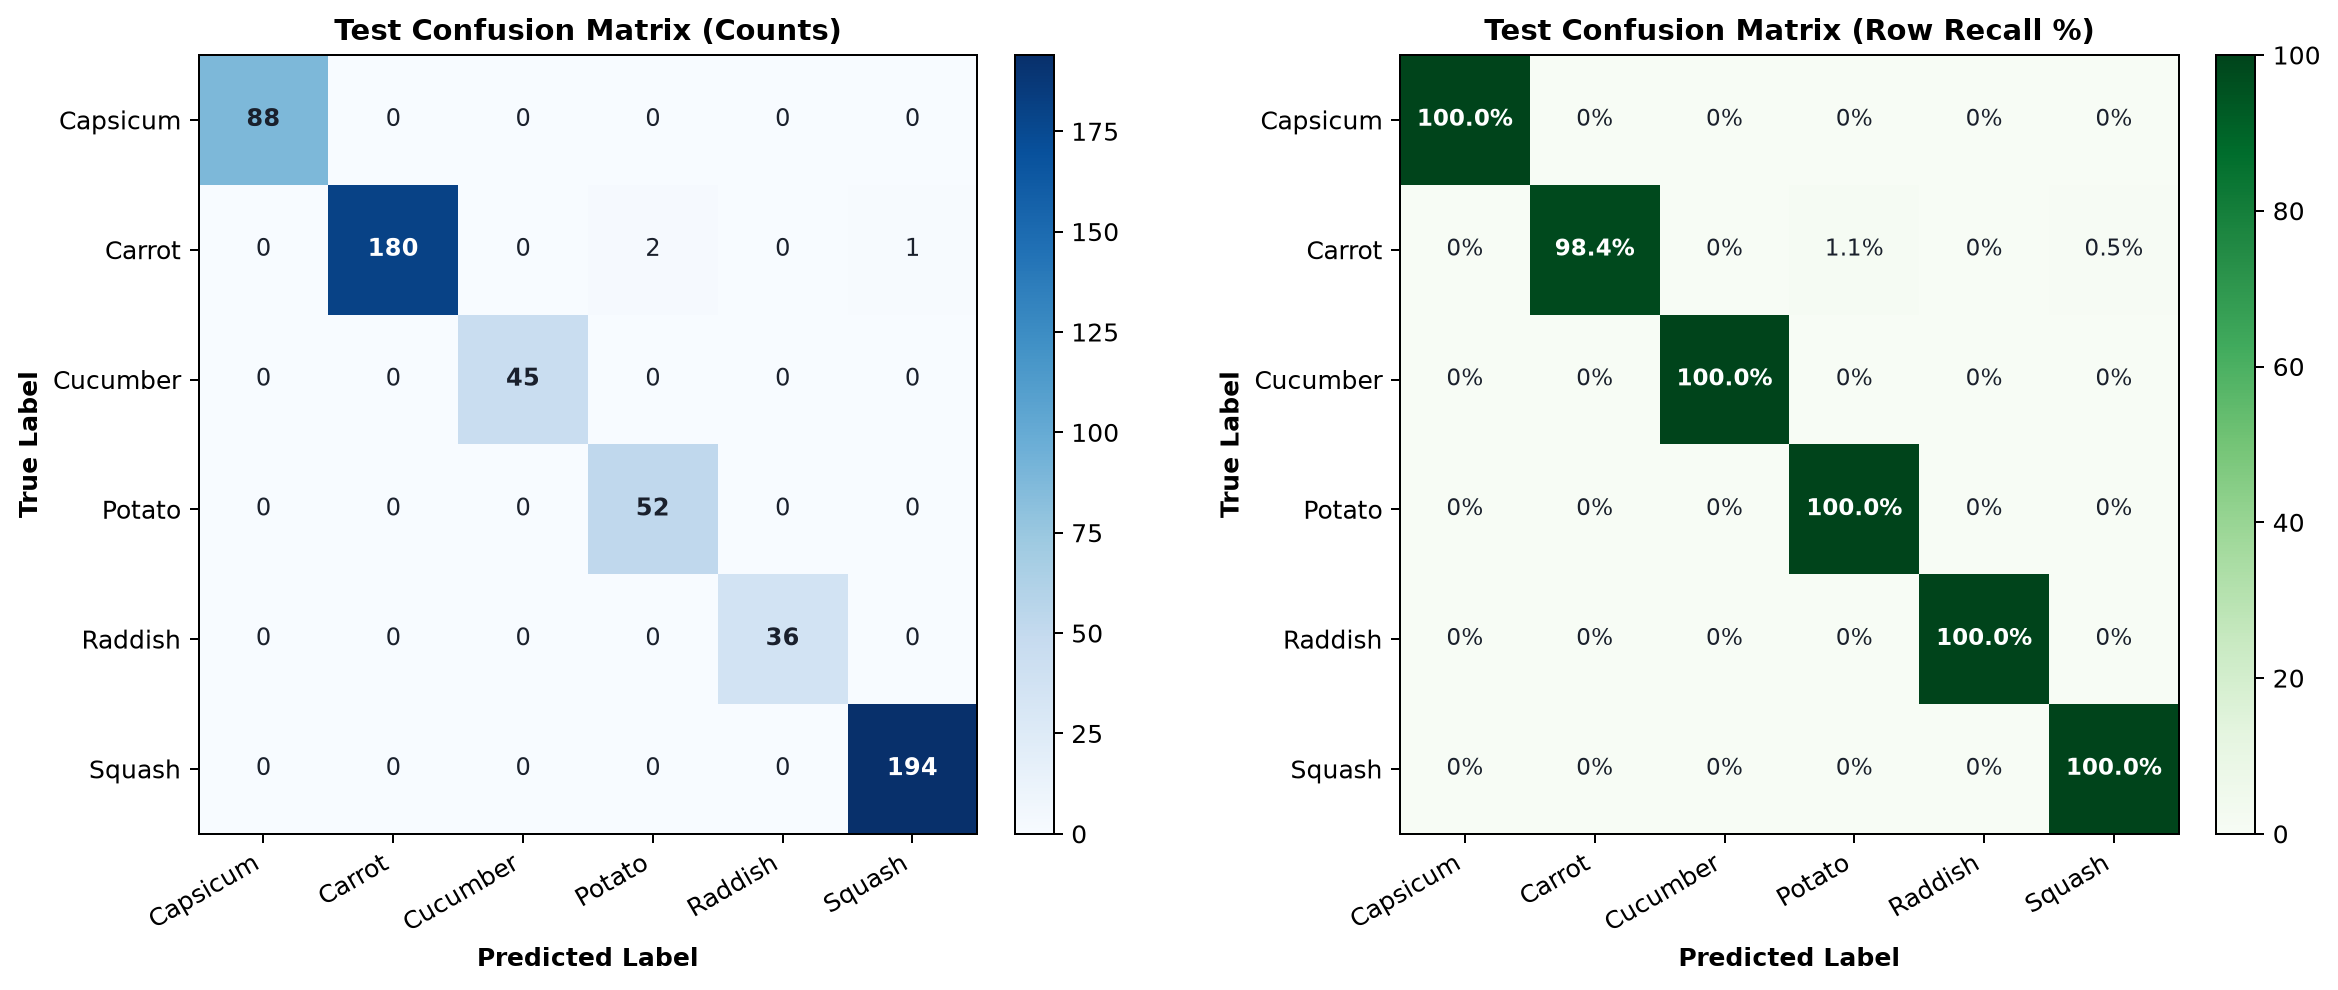 Test Confusion Matrix (Counts)
True Label
Capsicum 88 0 0 0 0 0
Carrot 0 180 0 2 0 1
Cucumber 0 0 45 0 0 0
Potato 0 0 0 52 0 0
Raddish 0 0 0 0 36 0
Squash 0 0 0 0 0 194
Capsicum Carrot Cucumber Potato Raddish Squash
Predicted Label
175
150
125
100
75
50
25
0
Test Confusion Matrix (Row Recall %)
True Label
Capsicum 100.0% 0% 0% 0% 0% 0%
Carrot 0% 98.4% 0% 1.1% 0% 0.5%
Cucumber 0% 0% 100.0% 0% 0% 0%
Potato 0% 0% 0% 100.0% 0% 0%
Raddish 0% 0% 0% 0% 100.0% 0%
Squash 0% 0% 0% 0% 0% 100.0%
Capsicum Carrot Cucumber Potato Raddish Squash
Predicted Label
100
80
60
40
20
0